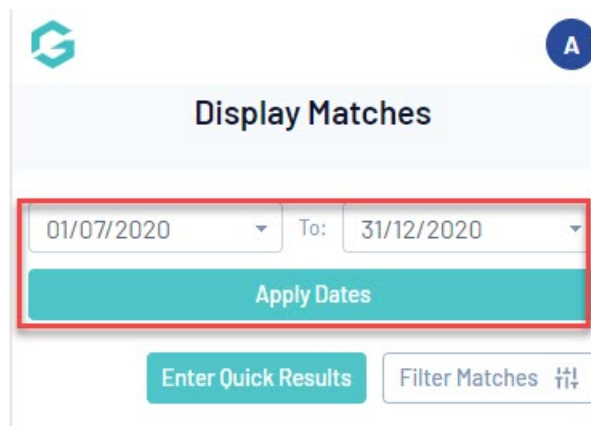 A
Display Matches
01/07/2020 To: 31/12/2020
Apply Dates
Enter Quick Results Filter Matches